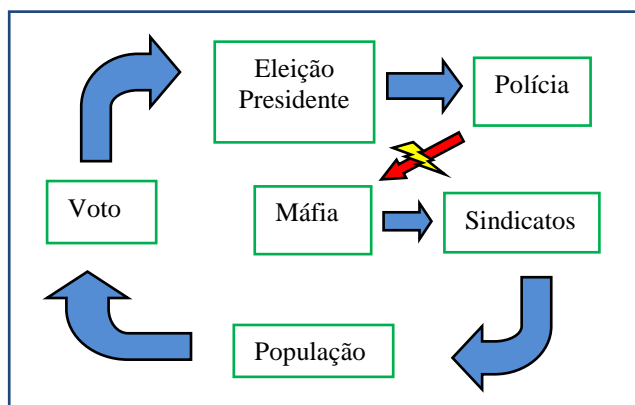 Eleição
Presidente
Polícia
Voto
Máfia
Sindicatos
População